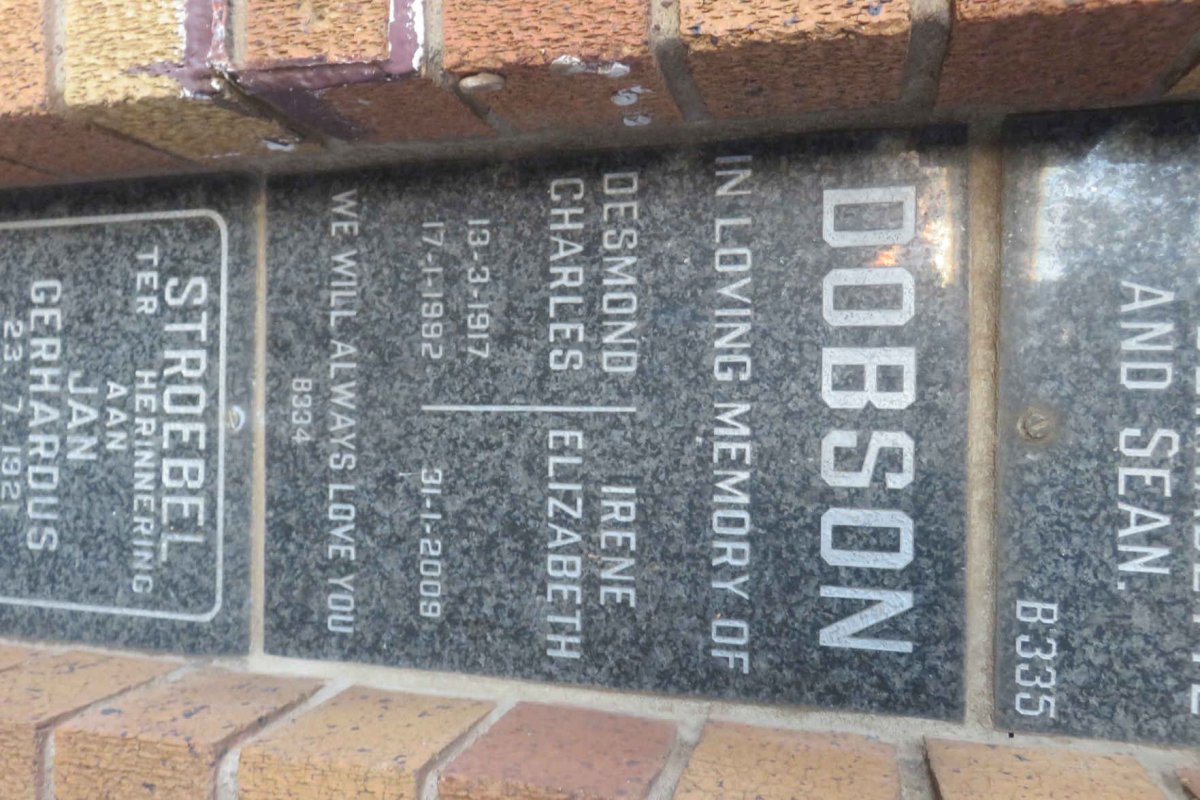 AND SEAN.
B335
DOBSON
IN LOVING MEMORY OF
DESMOND
CHARLES
13-3-1917
17-1-1992
IRENE
ELIZABETH
31-1-2009
WE WILL ALWAYS LOVE YOU
B334
STROEBEL
TER HERINNERING
AAN
JAN
GERHARDUS
23 7 1921